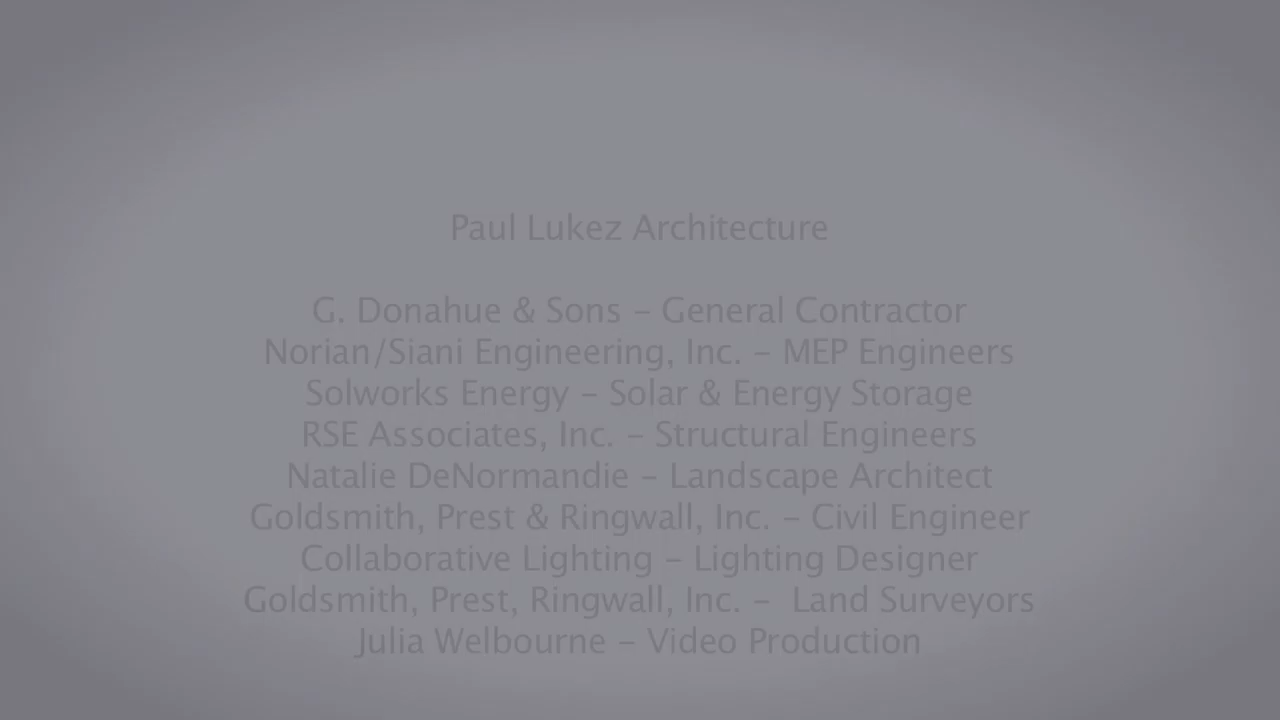 Paul Lukez Architecture
G. Donahue & Sons – General Contractor
Norian/Siani Engineering, Inc. – MEP Engineers
Solworks Energy – Solar & Energy Storage
RSE Associates, Inc. – Structural Engineers
Natalie DeNormandie – Landscape Architect
Goldsmith, Prest & Ringwall, Inc. – Civil Engineer
Collaborative Lighting – Lighting Designer
Goldsmith, Prest, Ringwall, Inc. –  Land Surveyors
Julia Welbourne – Video Production